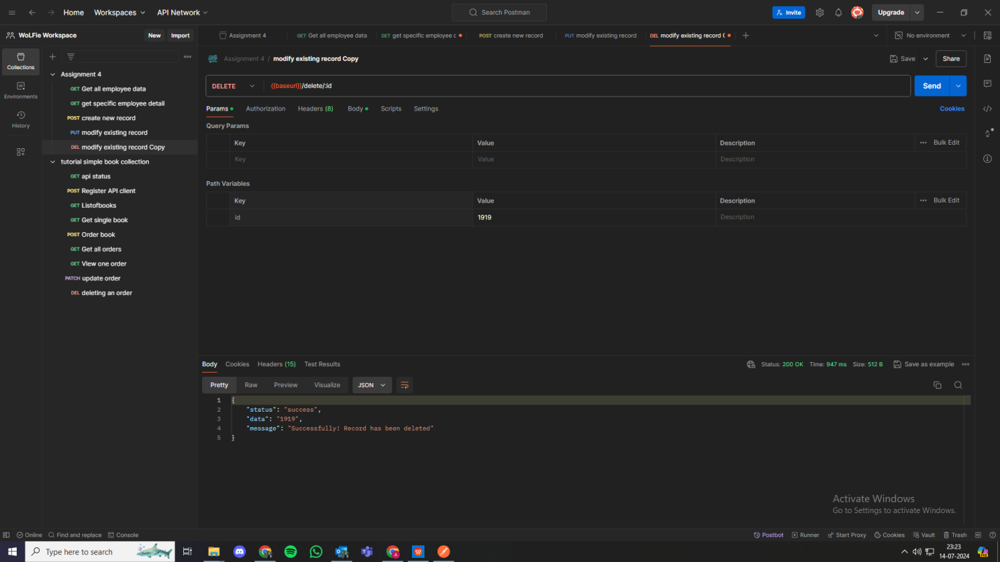 Home Workspaces API Network Search Postman Invite Upgrade
WoLFie Workspace New Import Assignment 4 GET Get all employee data GET get specific employee c POST create new record PUT modify existing record DEL modify existing record C No environment
Collections
Environments
History
Assignment 4
GET Get all employee data
GET get specific employee detail
POST create new record
PUT modify existing record
DEL modify existing record Copy
tutorial simple book collection
GET api status
POST Register API client
GET Listofbooks
GET Get single book
POST Order book
GET Get all orders
GET View one order
PATCH update order
DEL deleting an order
Assignment 4 / modify existing record Copy Save Share
DELETE {{baseurl}}/delete/:id Send
Params Authorization Headers (8) Body Scripts Settings Cookies
Query Params
Key Value Description Bulk Edit
Key Value Description
Path Variables
Key Value Description Bulk Edit
id 1919 Description
Body Cookies Headers (15) Test Results Status: 200 OK Time: 947 ms Size: 512 B Save as example
Pretty Raw Preview Visualize JSON
1 {
2 "status": "success",
3 "data": "1919",
4 "message": "Successfully! Record has been deleted"
5 }
Activate Windows
Go to Settings to activate Windows.
Online Find and replace Console Postbot Runner Start Proxy Cookies Vault Trash
Type here to search 23:23
14-07-2024